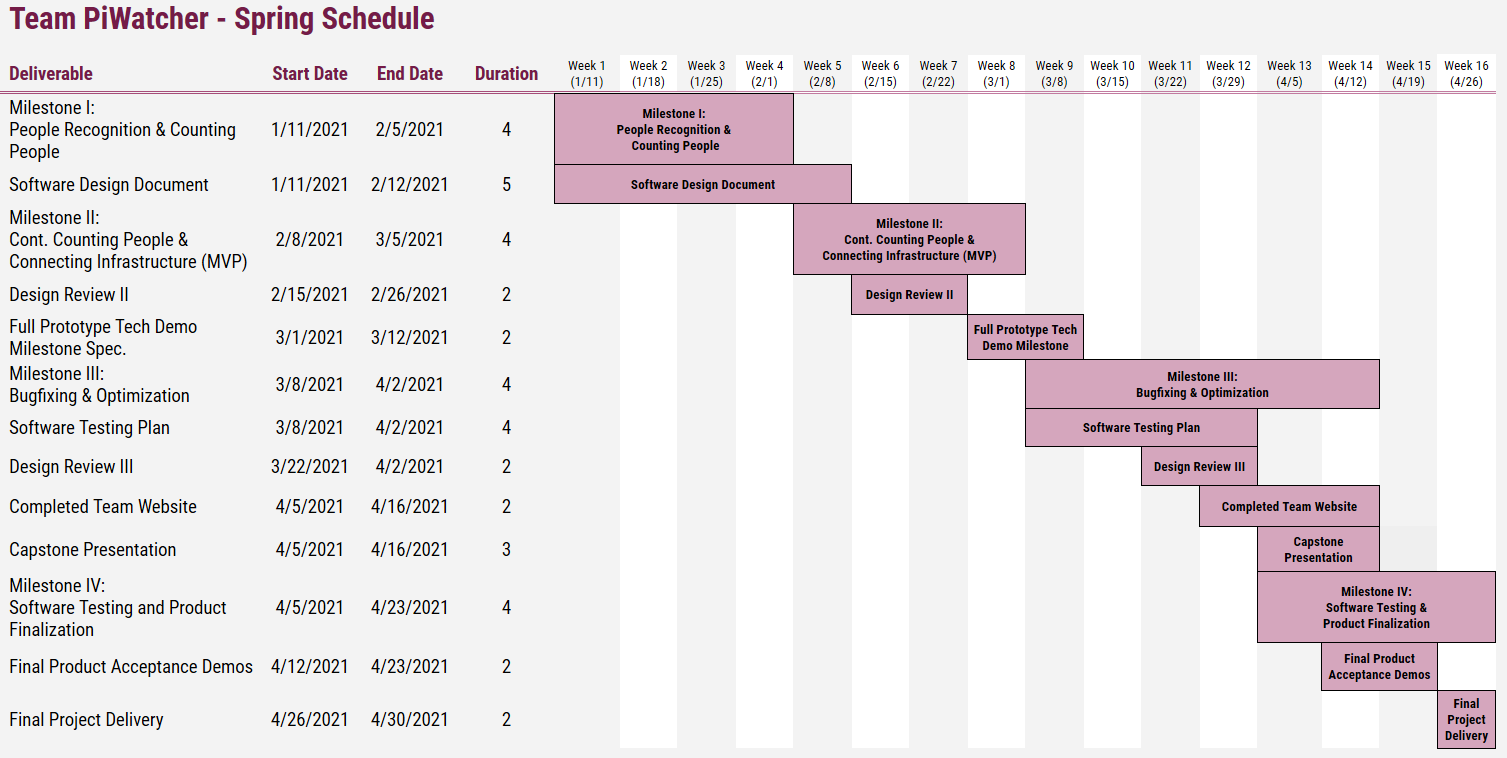 Team PiWatcher - Spring Schedule
Deliverable Start Date End Date Duration Week 1 Week 2 Week 3 Week 4 Week 5 Week 6 Week 7 Week 8 Week 9 Week 10 Week 11 Week 12 Week 13 Week 14 Week 15 Week 16
(1/11) (1/18) (1/25) (2/1) (2/8) (2/15) (2/22) (3/1) (3/8) (3/15) (3/22) (3/29) (4/5) (4/12) (4/19) (4/26)
Milestone I:
People Recognition & Counting
People
1/11/2021 2/5/2021 4
Milestone I:
People Recognition &
Counting People
Software Design Document 1/11/2021 2/12/2021 5 Software Design Document
Milestone II:
Cont. Counting People &
Connecting Infrastructure (MVP)
2/8/2021 3/5/2021 4
Milestone II:
Cont. Counting People &
Connecting Infrastructure (MVP)
Design Review II 2/15/2021 2/26/2021 2 Design Review II
Full Prototype Tech Demo
Milestone Spec.
3/1/2021 3/12/2021 2
Full Prototype Tech
Demo Milestone
Milestone III:
Bugfixing & Optimization
3/8/2021 4/2/2021 4
Milestone III:
Bugfixing & Optimization
Software Testing Plan 3/8/2021 4/2/2021 4 Software Testing Plan
Design Review III 3/22/2021 4/2/2021 2 Design Review III
Completed Team Website 4/5/2021 4/16/2021 2 Completed Team Website
Capstone Presentation 4/5/2021 4/16/2021 3
Capstone
Presentation
Milestone IV:
Software Testing and Product
Finalization
4/5/2021 4/23/2021 4
Milestone IV:
Software Testing &
Product Finalization
Final Product Acceptance Demos 4/12/2021 4/23/2021 2
Final Product
Acceptance Demos
Final Project Delivery 4/26/2021 4/30/2021 2
Final
Project
Delivery